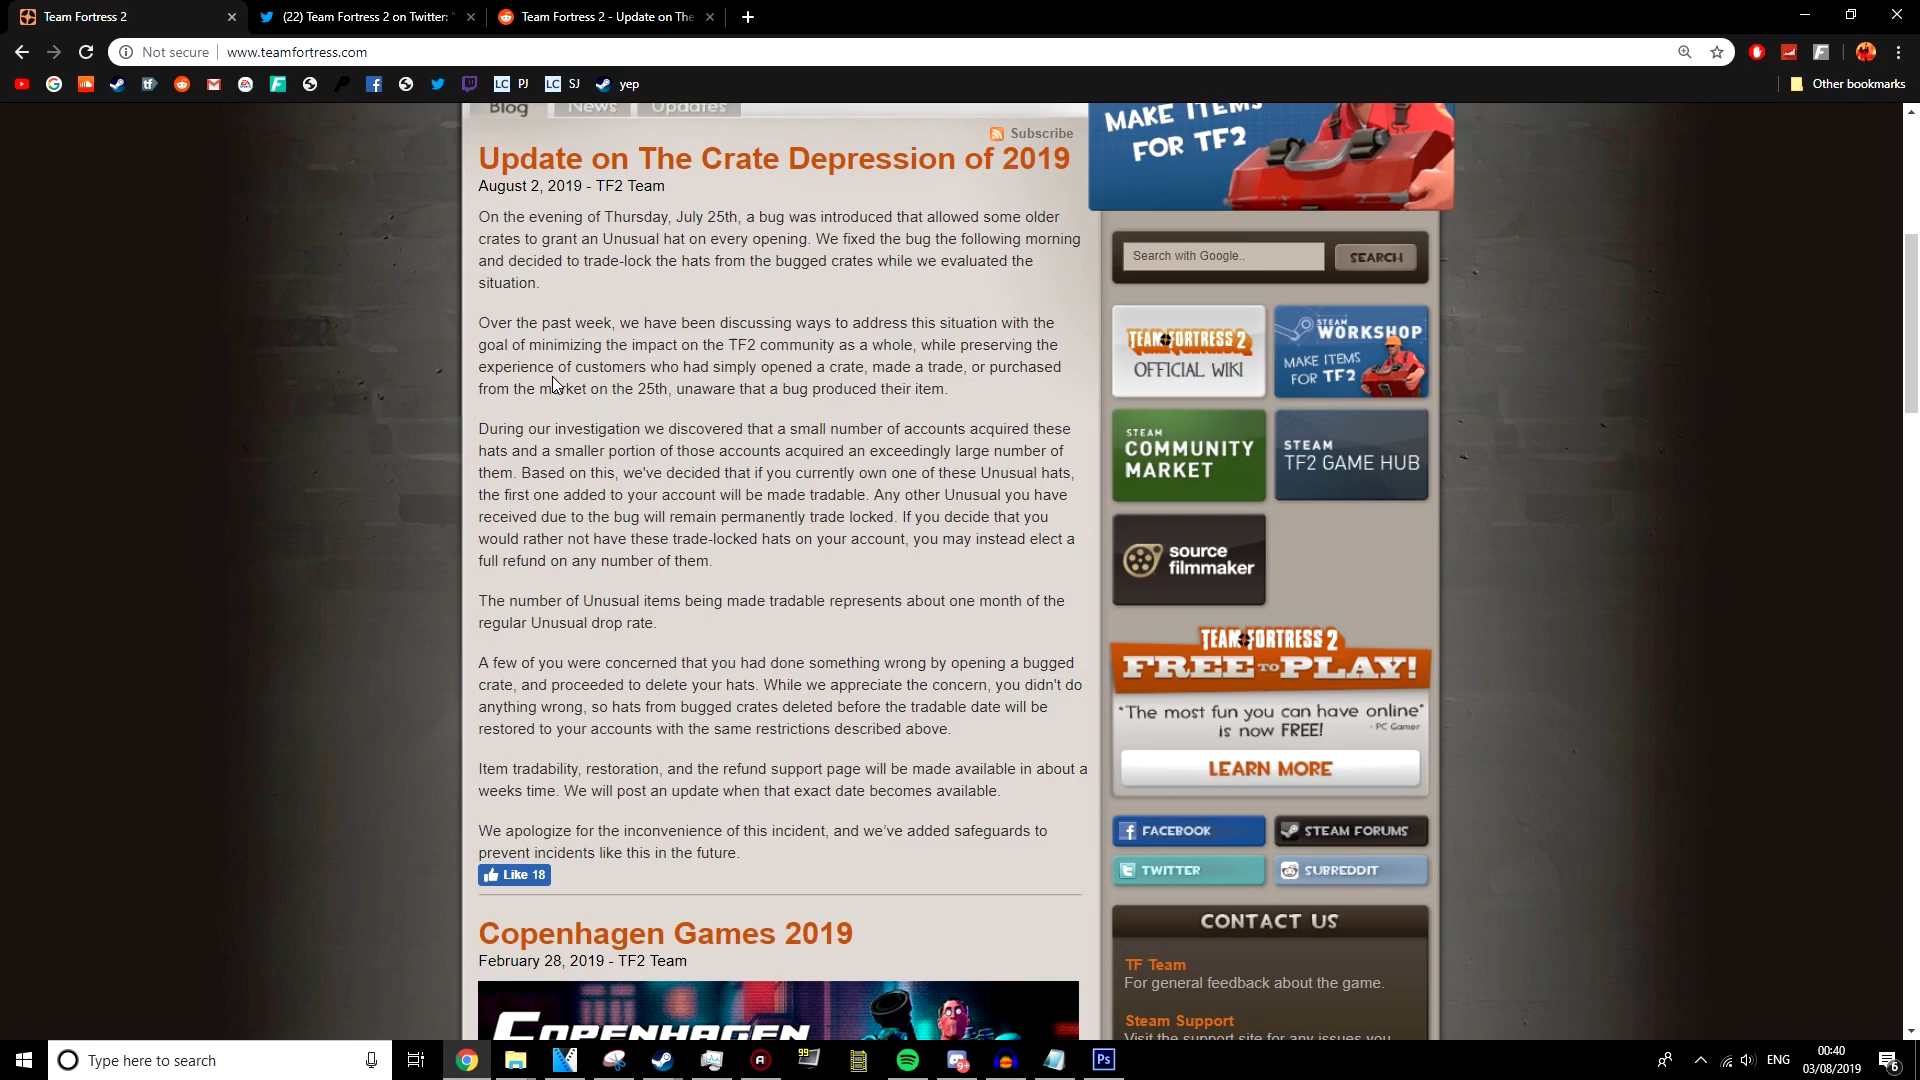 Team Fortress 2
(22) Team Fortress 2 on Twitter: "
Team Fortress 2 - Update on The
Not secure
www.teamfortress.com
LC PJ
LC SJ
yep
Other bookmarks
Blog
News
Updates
Subscribe
Update on The Crate Depression of 2019
August 2, 2019 - TF2 Team
On the evening of Thursday, July 25th, a bug was introduced that allowed some older
crates to grant an Unusual hat on every opening. We fixed the bug the following morning
and decided to trade-lock the hats from the bugged crates while we evaluated the
situation.
Over the past week, we have been discussing ways to address this situation with the
goal of minimizing the impact on the TF2 community as a whole, while preserving the
experience of customers who had simply opened a crate, made a trade, or purchased
from the market on the 25th, unaware that a bug produced their item.
During our investigation we discovered that a small number of accounts acquired these
hats and a smaller portion of those accounts acquired an exceedingly large number of
them. Based on this, we've decided that if you currently own one of these Unusual hats,
the first one added to your account will be made tradable. Any other Unusual you have
received due to the bug will remain permanently trade locked. If you decide that you
would rather not have these trade-locked hats on your account, you may instead elect a
full refund on any number of them.
The number of Unusual items being made tradable represents about one month of the
regular Unusual drop rate.
A few of you were concerned that you had done something wrong by opening a bugged
crate, and proceeded to delete your hats. While we appreciate the concern, you didn't do
anything wrong, so hats from bugged crates deleted before the tradable date will be
restored to your accounts with the same restrictions described above.
Item tradability, restoration, and the refund support page will be made available in about a
weeks time. We will post an update when that exact date becomes available.
We apologize for the inconvenience of this incident, and we've added safeguards to
prevent incidents like this in the future.
Like 18
Copenhagen Games 2019
February 28, 2019 - TF2 Team
COPENHAGEN
MAKE ITEMS
FOR TF2
Search with Google..
SEARCH
TEAM FORTRESS 2
OFFICIAL WIKI
STEAM
WORKSHOP
MAKE ITEMS
FOR TF2
STEAM
COMMUNITY
MARKET
STEAM
TF2 GAME HUB
source
filmmaker
TEAM FORTRESS 2
FREE TO PLAY!
"The most fun you can have online"
- PC Gamer
is now FREE!
LEARN MORE
FACEBOOK
STEAM FORUMS
TWITTER
SUBREDDIT
CONTACT US
TF Team
For general feedback about the game.
Steam Support
Visit the support site for any issues you
Type here to search
ENG
00:40
03/08/2019
6